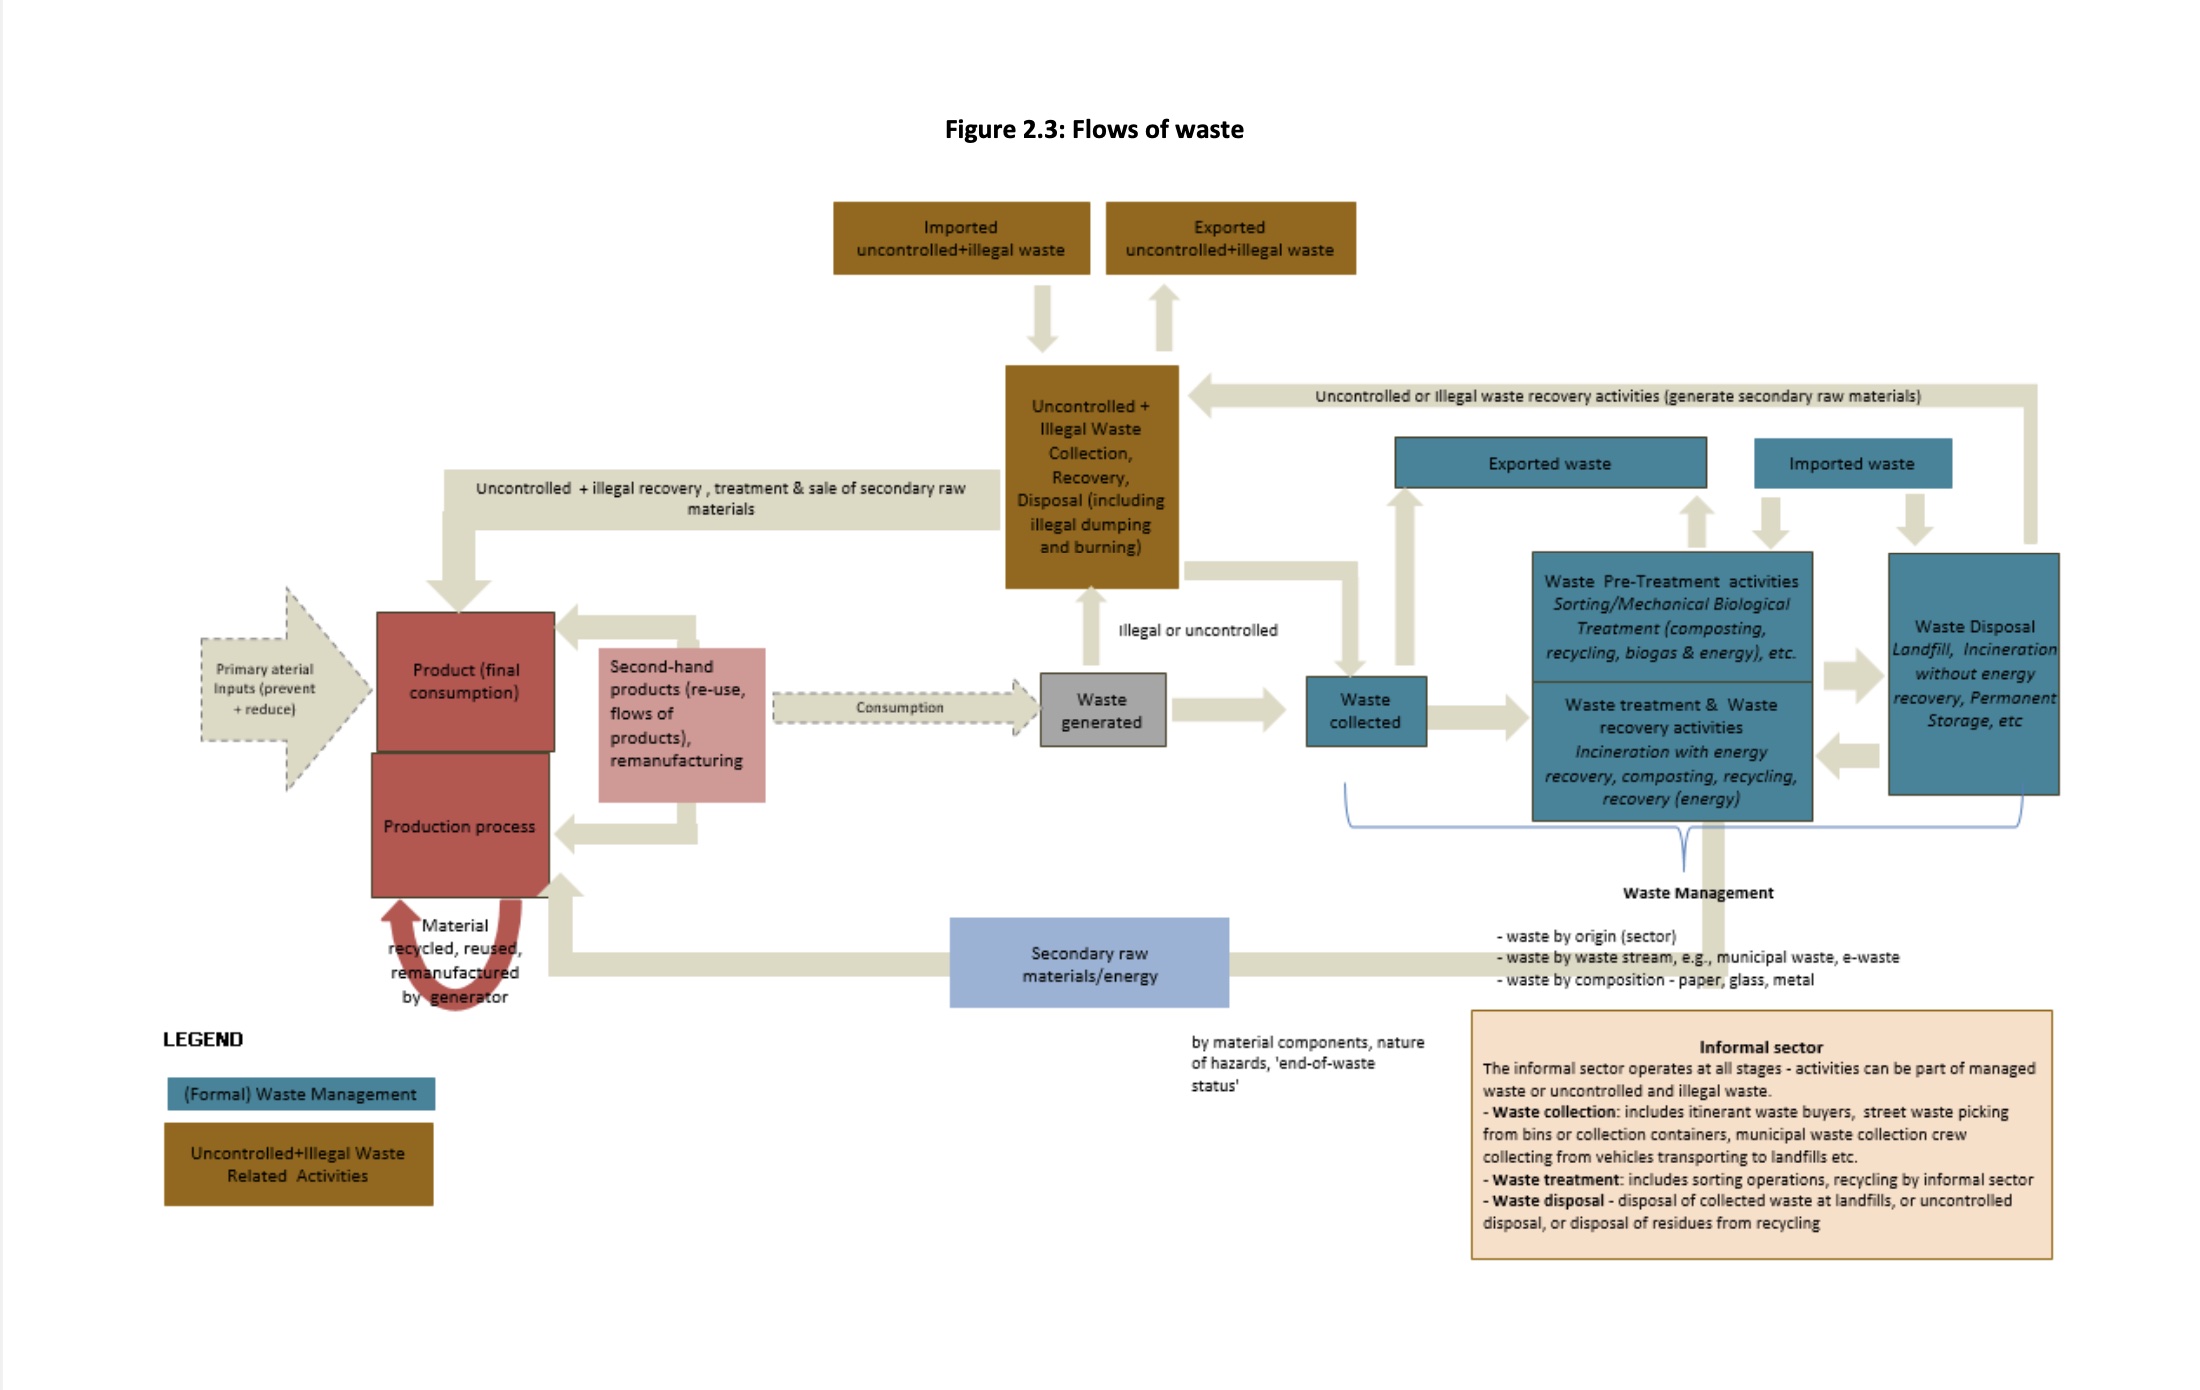 Figure 2.3: Flows of waste
Imported
uncontrolled+illegal waste
Exported
uncontrolled+illegal waste
Uncontrolled +
Illegal Waste
Collection,
Recovery,
Disposal (including
illegal dumping
and burning)
Uncontrolled or Illegal waste recovery activities (generate secondary raw materials)
Exported waste
Imported waste
Uncontrolled + illegal recovery , treatment & sale of secondary raw
materials
Primary aterial
Inputs (prevent
+ reduce)
Product (final
consumption)
Production process
Second-hand
products (re-use,
flows of
products),
remanufacturing
Consumption
Illegal or uncontrolled
Waste
generated
Waste
collected
Waste Pre-Treatment activities
Sorting/Mechanical Biological
Treatment (composting,
recycling, biogas & energy), etc.
Waste treatment & Waste
recovery activities
Incineration with energy
recovery, composting, recycling,
recovery (energy)
Waste Disposal
Landfill, Incineration
without energy
recovery, Permanent
Storage, etc
Waste Management
- waste by origin (sector)
- waste by waste stream, e.g., municipal waste, e-waste
- waste by composition - paper, glass, metal
Material
recycled, reused,
remanufactured
by generator
Secondary raw
materials/energy
by material components, nature
of hazards, 'end-of-waste
status'
LEGEND
(Formal) Waste Management
Uncontrolled+Illegal Waste
Related Activities
Informal sector
The informal sector operates at all stages - activities can be part of managed
waste or uncontrolled and illegal waste.
- Waste collection: includes itinerant waste buyers, street waste picking
from bins or collection containers, municipal waste collection crew
collecting from vehicles transporting to landfills etc.
- Waste treatment: includes sorting operations, recycling by informal sector
- Waste disposal - disposal of collected waste at landfills, or uncontrolled
disposal, or disposal of residues from recycling